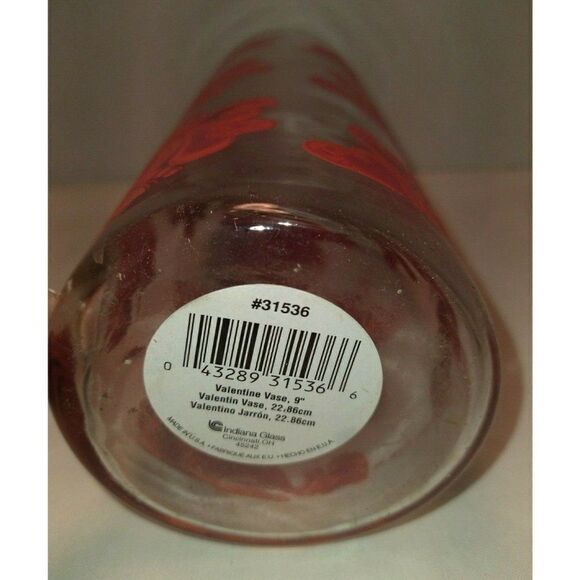 #31536
0 43289 31536 6
Valentine Vase, 9"
Valentin Vase, 22.86cm
Valentino Jarrón, 22.86cm
Indiana Glass
Cincinnati, OH
45242
MADE IN U.S.A. • FABRIQUE AUX E.U. • HECHO EN E.U.A.